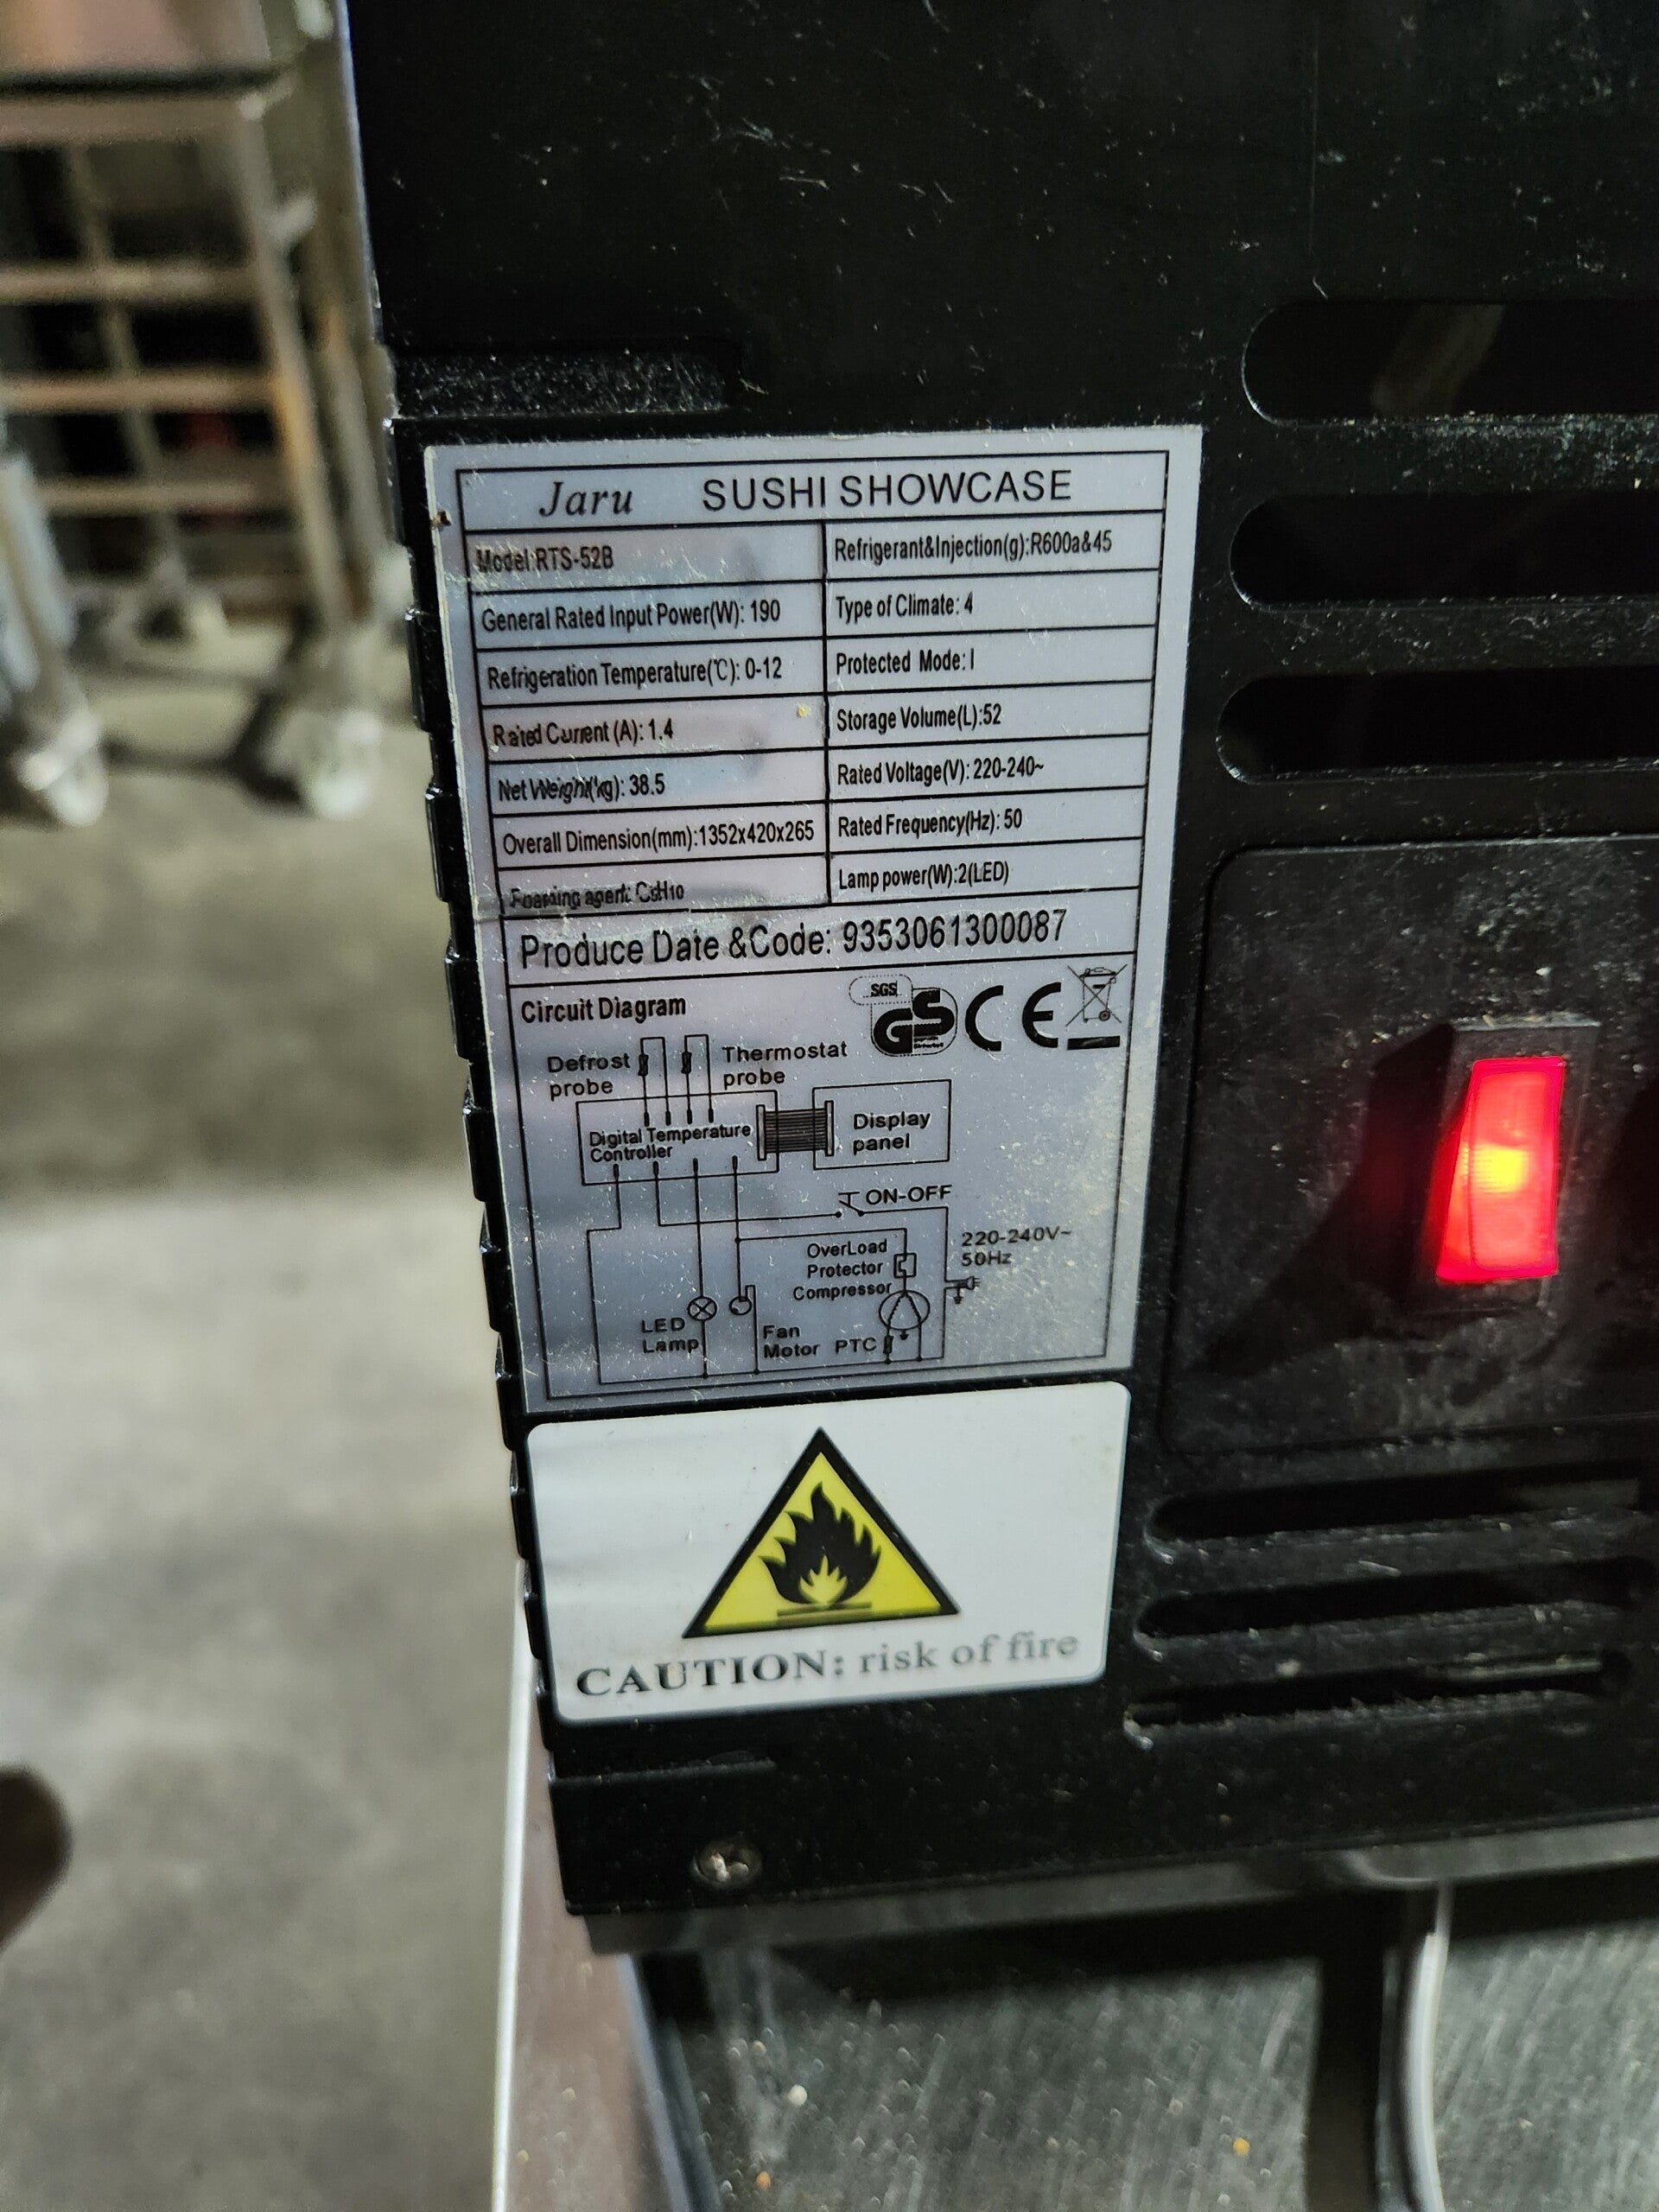 Jaru SUSHI SHOWCASE
Model:RTS-52B
Refrigerant&Injection(g):R600a&45
General Rated Input Power(W): 190
Type of Climate: 4
Refrigeration Temperature(℃): 0-12
Protected Mode: I
Rated Current (A): 1.4
Storage Volume(L):52
Net Weight(kg): 38.5
Rated Voltage(V): 220-240~
Overall Dimension(mm):1352x420x265
Rated Frequency(Hz): 50
Foaming agent: C5H10
Lamp power(W):2(LED)
Produce Date &Code: 9353061300087
Circuit Diagram
SGS
GS
CE
Defrost
probe
Thermostat
probe
Digital Temperature
Controller
Display
panel
ON-OFF
OverLoad
Protector
Compressor
220-240V~
50Hz
LED
Lamp
Fan
Motor
PTC
CAUTION: risk of fire